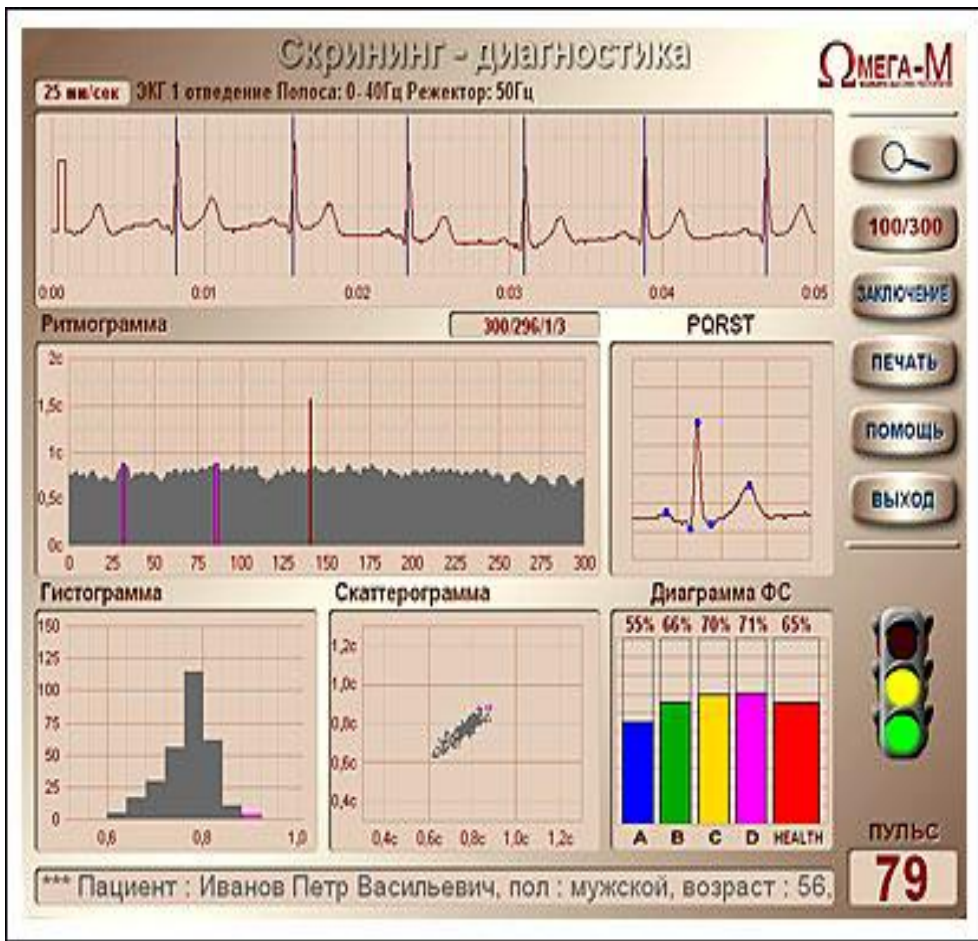 Скрининг - диагностика
ΩМЕГА-М
25 мм/сек ЭКГ 1 отведение Полоса: 0-40Гц Режектор: 50Гц
0:00 0:01 0:02 0:03 0:04 0:05
100/300
ЗАКЛЮЧЕНИЕ
ПЕЧАТЬ
ПОМОЩЬ
ВЫХОД
Ритмограмма 300/296/1/3 PQRST
2с
1,5с
1с
0,5с
0с
0 25 50 75 100 125 150 175 200 225 250 275 300
Гистограмма Скаттерограмма Диаграмма ФС
150
125
100
75
50
25
0
0,6 0,8 1,0
1,2с
1,0с
0,8с
0,6с
0,4с
0,4с 0,6с 0,8с 1,0с 1,2с
55% 66% 70% 71% 65%
A B C D HEALTH
ПУЛЬС
79
*** Пациент : Иванов Петр Васильевич, пол : мужской, возраст : 56,